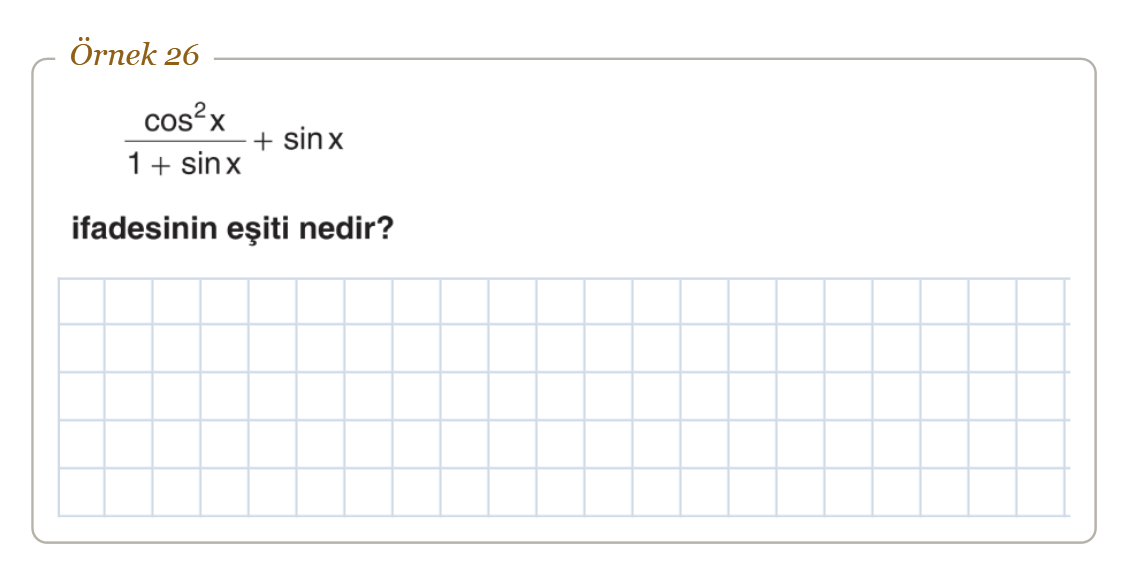 Örnek 26
cos²x
――― + sin x
1 + sin x
ifadesinin eşiti nedir?